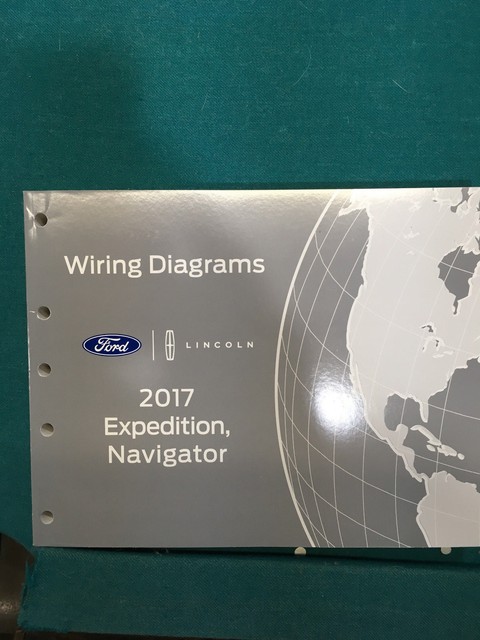 Wiring Diagrams
Ford | LINCOLN
2017
Expedition,
Navigator